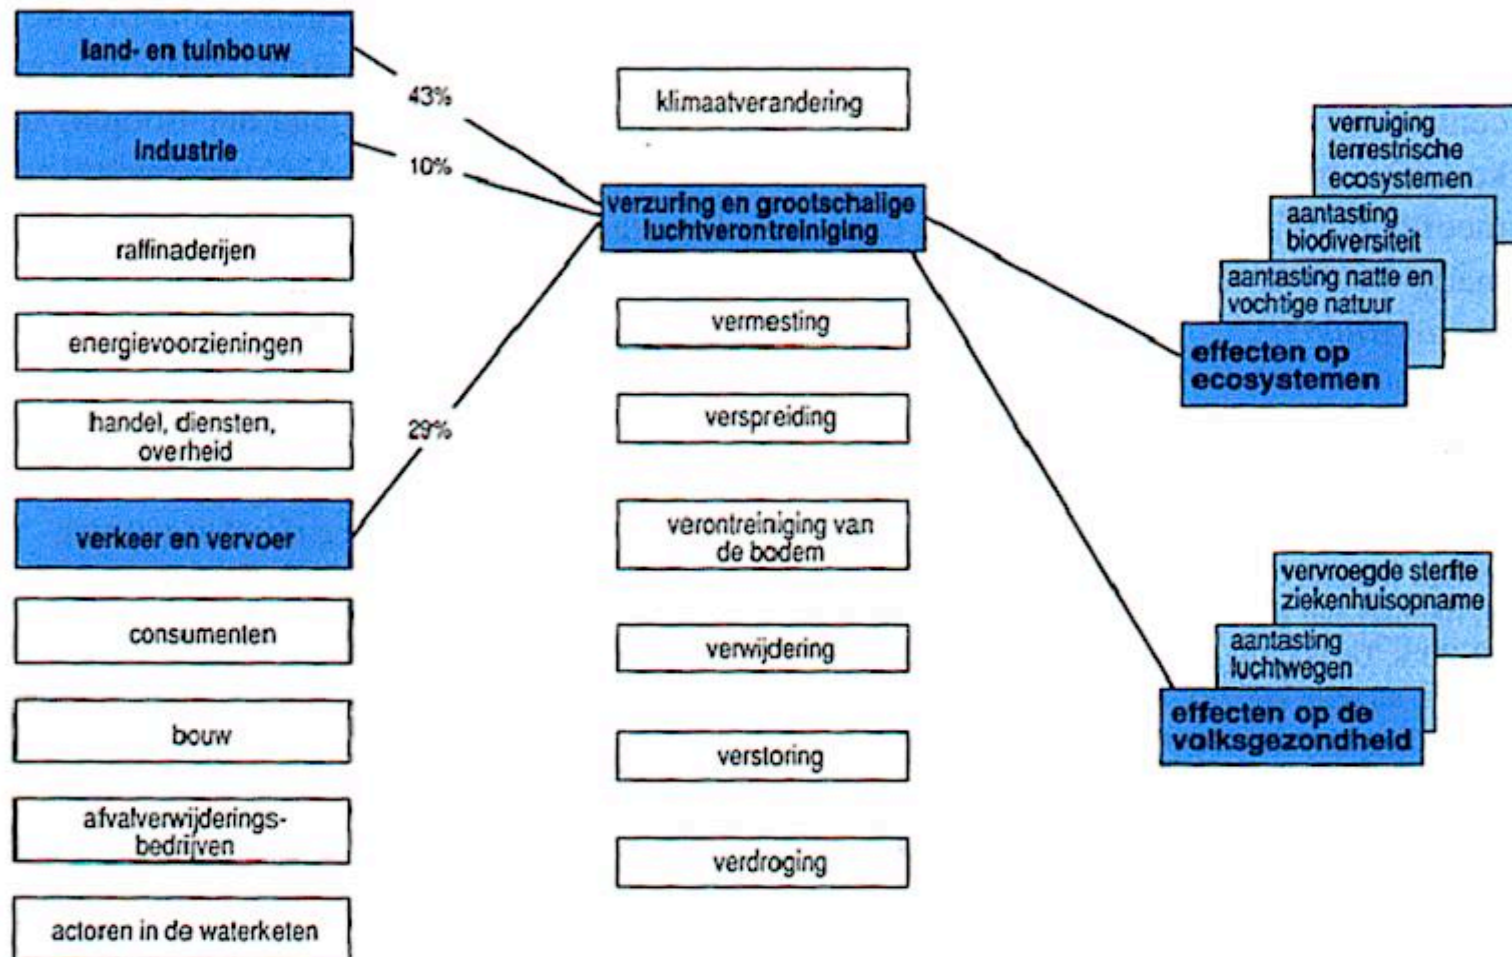 land- en tuinbouw
43%
industrie
10%
raffinaderijen
energievoorzieningen
handel, diensten,
overheid
29%
verkeer en vervoer
consumenten
bouw
afvalverwijderings-
bedrijven
actoren in de waterketen
klimaatverandering
verzuring en grootschalige
luchtverontreiniging
vermesting
verspreiding
verontreiniging van
de bodem
verwijdering
verstoring
verdroging
verruiging
terrestrische
ecosystemen
aantasting
biodiversiteit
aantasting natte en
vochtige natuur
effecten op
ecosystemen
vervroegde sterfte
ziekenhuisopname
aantasting
luchtwegen
effecten op de
volksgezondheid